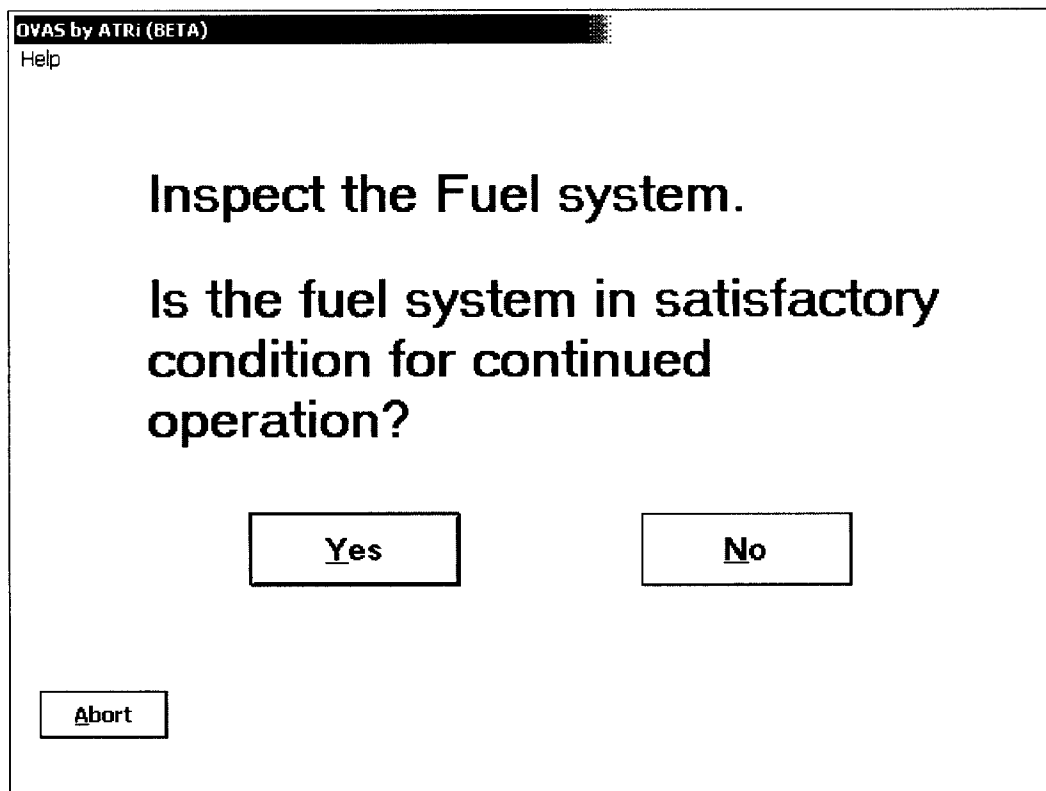 OVAS by ATRi (BETA)
Help
Inspect the Fuel system.
Is the fuel system in satisfactory
condition for continued
operation?
Yes
No
Abort